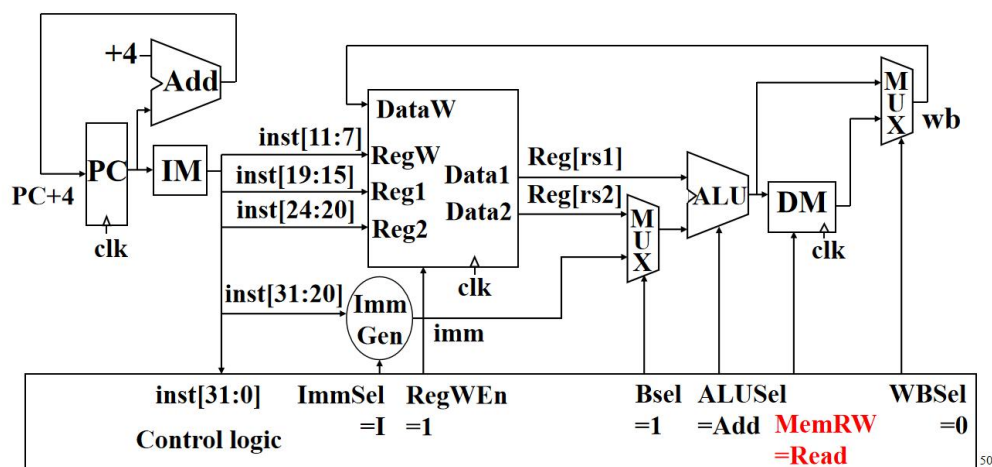 +4
Add
DataW
MUX
wb
inst[11:7]
RegW
PC
IM
inst[19:15]
Reg1
Data1
Reg[rs1]
ALU
DM
PC+4
inst[24:20]
Reg2
Data2
Reg[rs2]
MUX
clk
clk
clk
inst[31:20]
Imm
Gen
imm
inst[31:0]
ImmSel
=I
RegWEn
=1
Bsel
=1
ALUSel
=Add
MemRW
=Read
WBSel
=0
Control logic
50